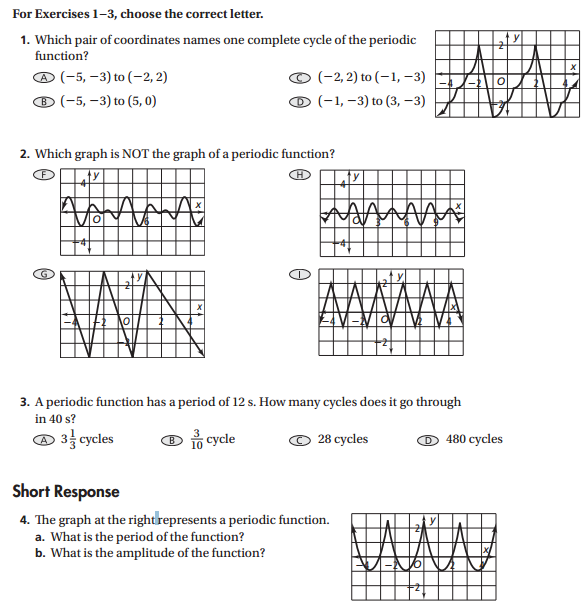 For Exercises 1–3, choose the correct letter.
1. Which pair of coordinates names one complete cycle of the periodic
function?
A (−5, −3) to (−2, 2)
C (−2, 2) to (−1, −3)
B (−5, −3) to (5, 0)
D (−1, −3) to (3, −3)
2 y x −4 −2 O 2 4 −2
2. Which graph is NOT the graph of a periodic function?
F 4 y x O 6 −4
H 4 y x O 3 6 9 −4
G 2 y x −4 −2 O 2 4 −2
I 2 y x −4 −2 O 2 4 −2
3. A periodic function has a period of 12 s. How many cycles does it go through
in 40 s?
A 3 1/3 cycles
B 3/10 cycle
C 28 cycles
D 480 cycles
Short Response
4. The graph at the right represents a periodic function.
a. What is the period of the function?
b. What is the amplitude of the function?
2 y x −4 −2 O 2 4 −2